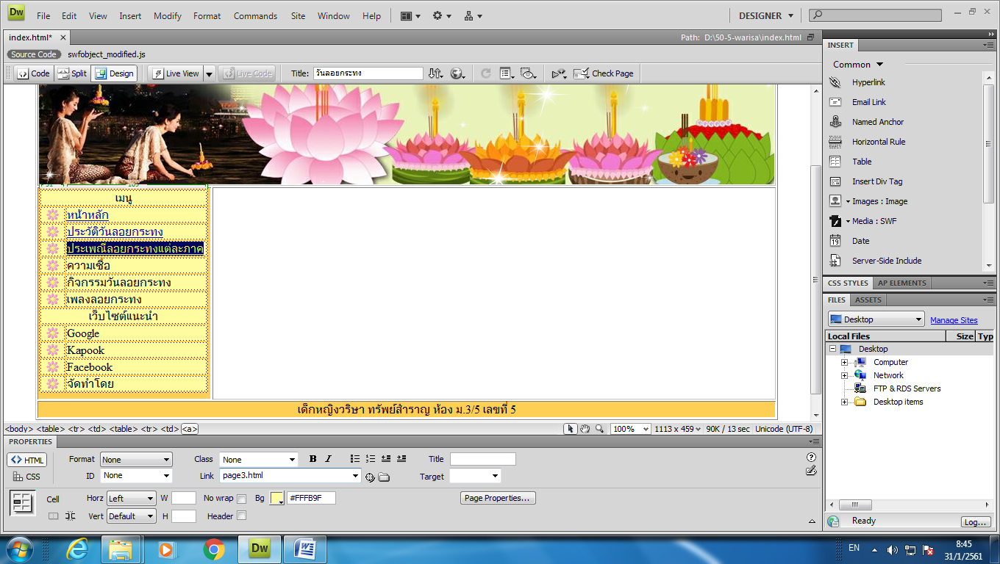 Dw File Edit View Insert Modify Format Commands Site Window Help DESIGNER
index.html* Path: D:\50-5-warisa\index.html
Source Code swfobject_modified.js
Code Split Design Live View Live Code Title: วันลอยกระทง Check Page
เมนู
หน้าหลัก
ประวัติวันลอยกระทง
ประเพณีลอยกระทงแต่ละภาค
ความเชื่อ
กิจกรรมวันลอยกระทง
เพลงลอยกระทง
เว็บไซต์แนะนำ
Google
Kapook
Facebook
จัดทำโดย
เด็กหญิงวริษา ทรัพย์สำราญ ห้อง ม.3/5 เลขที่ 5
<body> <table> <tr> <td> <table> <tr> <td> <a> 100% 1113 x 459 90K / 13 sec Unicode (UTF-8)
PROPERTIES
HTML Format None Class None B I Title
CSS ID None Link page3.html Target
Cell Horz Left W No wrap Bg #FFFB9F Page Properties...
Vert Default H Header
INSERT
Common
Hyperlink
Email Link
Named Anchor
Horizontal Rule
Table
Insert Div Tag
Images : Image
Media : SWF
Date
Server-Side Include
CSS STYLES AP ELEMENTS
FILES ASSETS
Desktop Manage Sites
Local Files Size Typ
Desktop
Computer
Network
FTP & RDS Servers
Desktop items
Ready Log...
Dw EN 8:45
31/1/2561